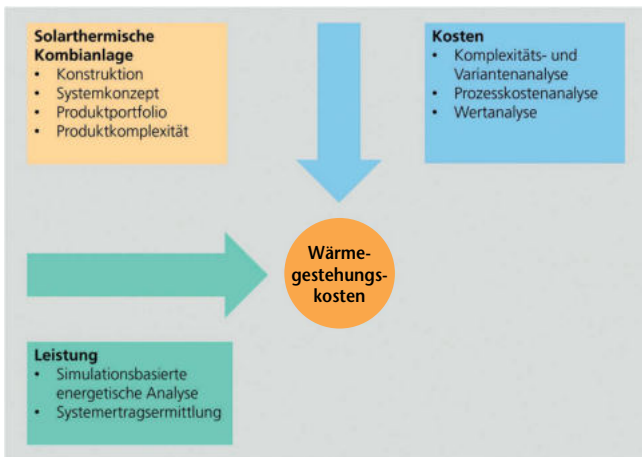 Solarthermische
Kombianlage
• Konstruktion
• Systemkonzept
• Produktportfolio
• Produktkomplexität
Kosten
• Komplexitäts- und
Variantenanalyse
• Prozesskostenanalyse
• Wertanalyse
Wärme-
gestehungs-
kosten
Leistung
• Simulationsbasierte
energetische Analyse
• Systemertragsermittlung